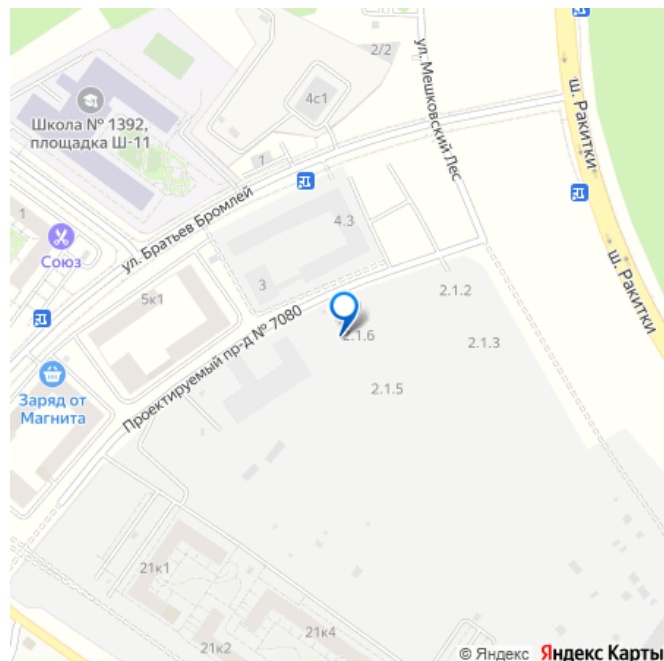 2/2
ул. Мешковский Лес
ш. Ракитки
4с1
Школа № 1392,
площадка Ш-11
1
ул. Братьев Бромлей
1
Союз
4.3
3
5к1
ш. Ракитки
2.1.2
Проектируемый пр-д № 7080
2.1.6
2.1.3
Заряд от
Магнита
2.1.5
21к1
21к4
21к2
© Яндекс Яндекс Карты